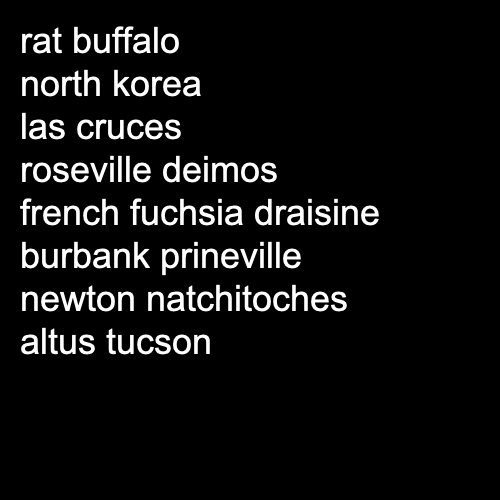 rat buffalo
north korea
las cruces
roseville deimos
french fuchsia draisine
burbank prineville
newton natchitoches
altus tucson